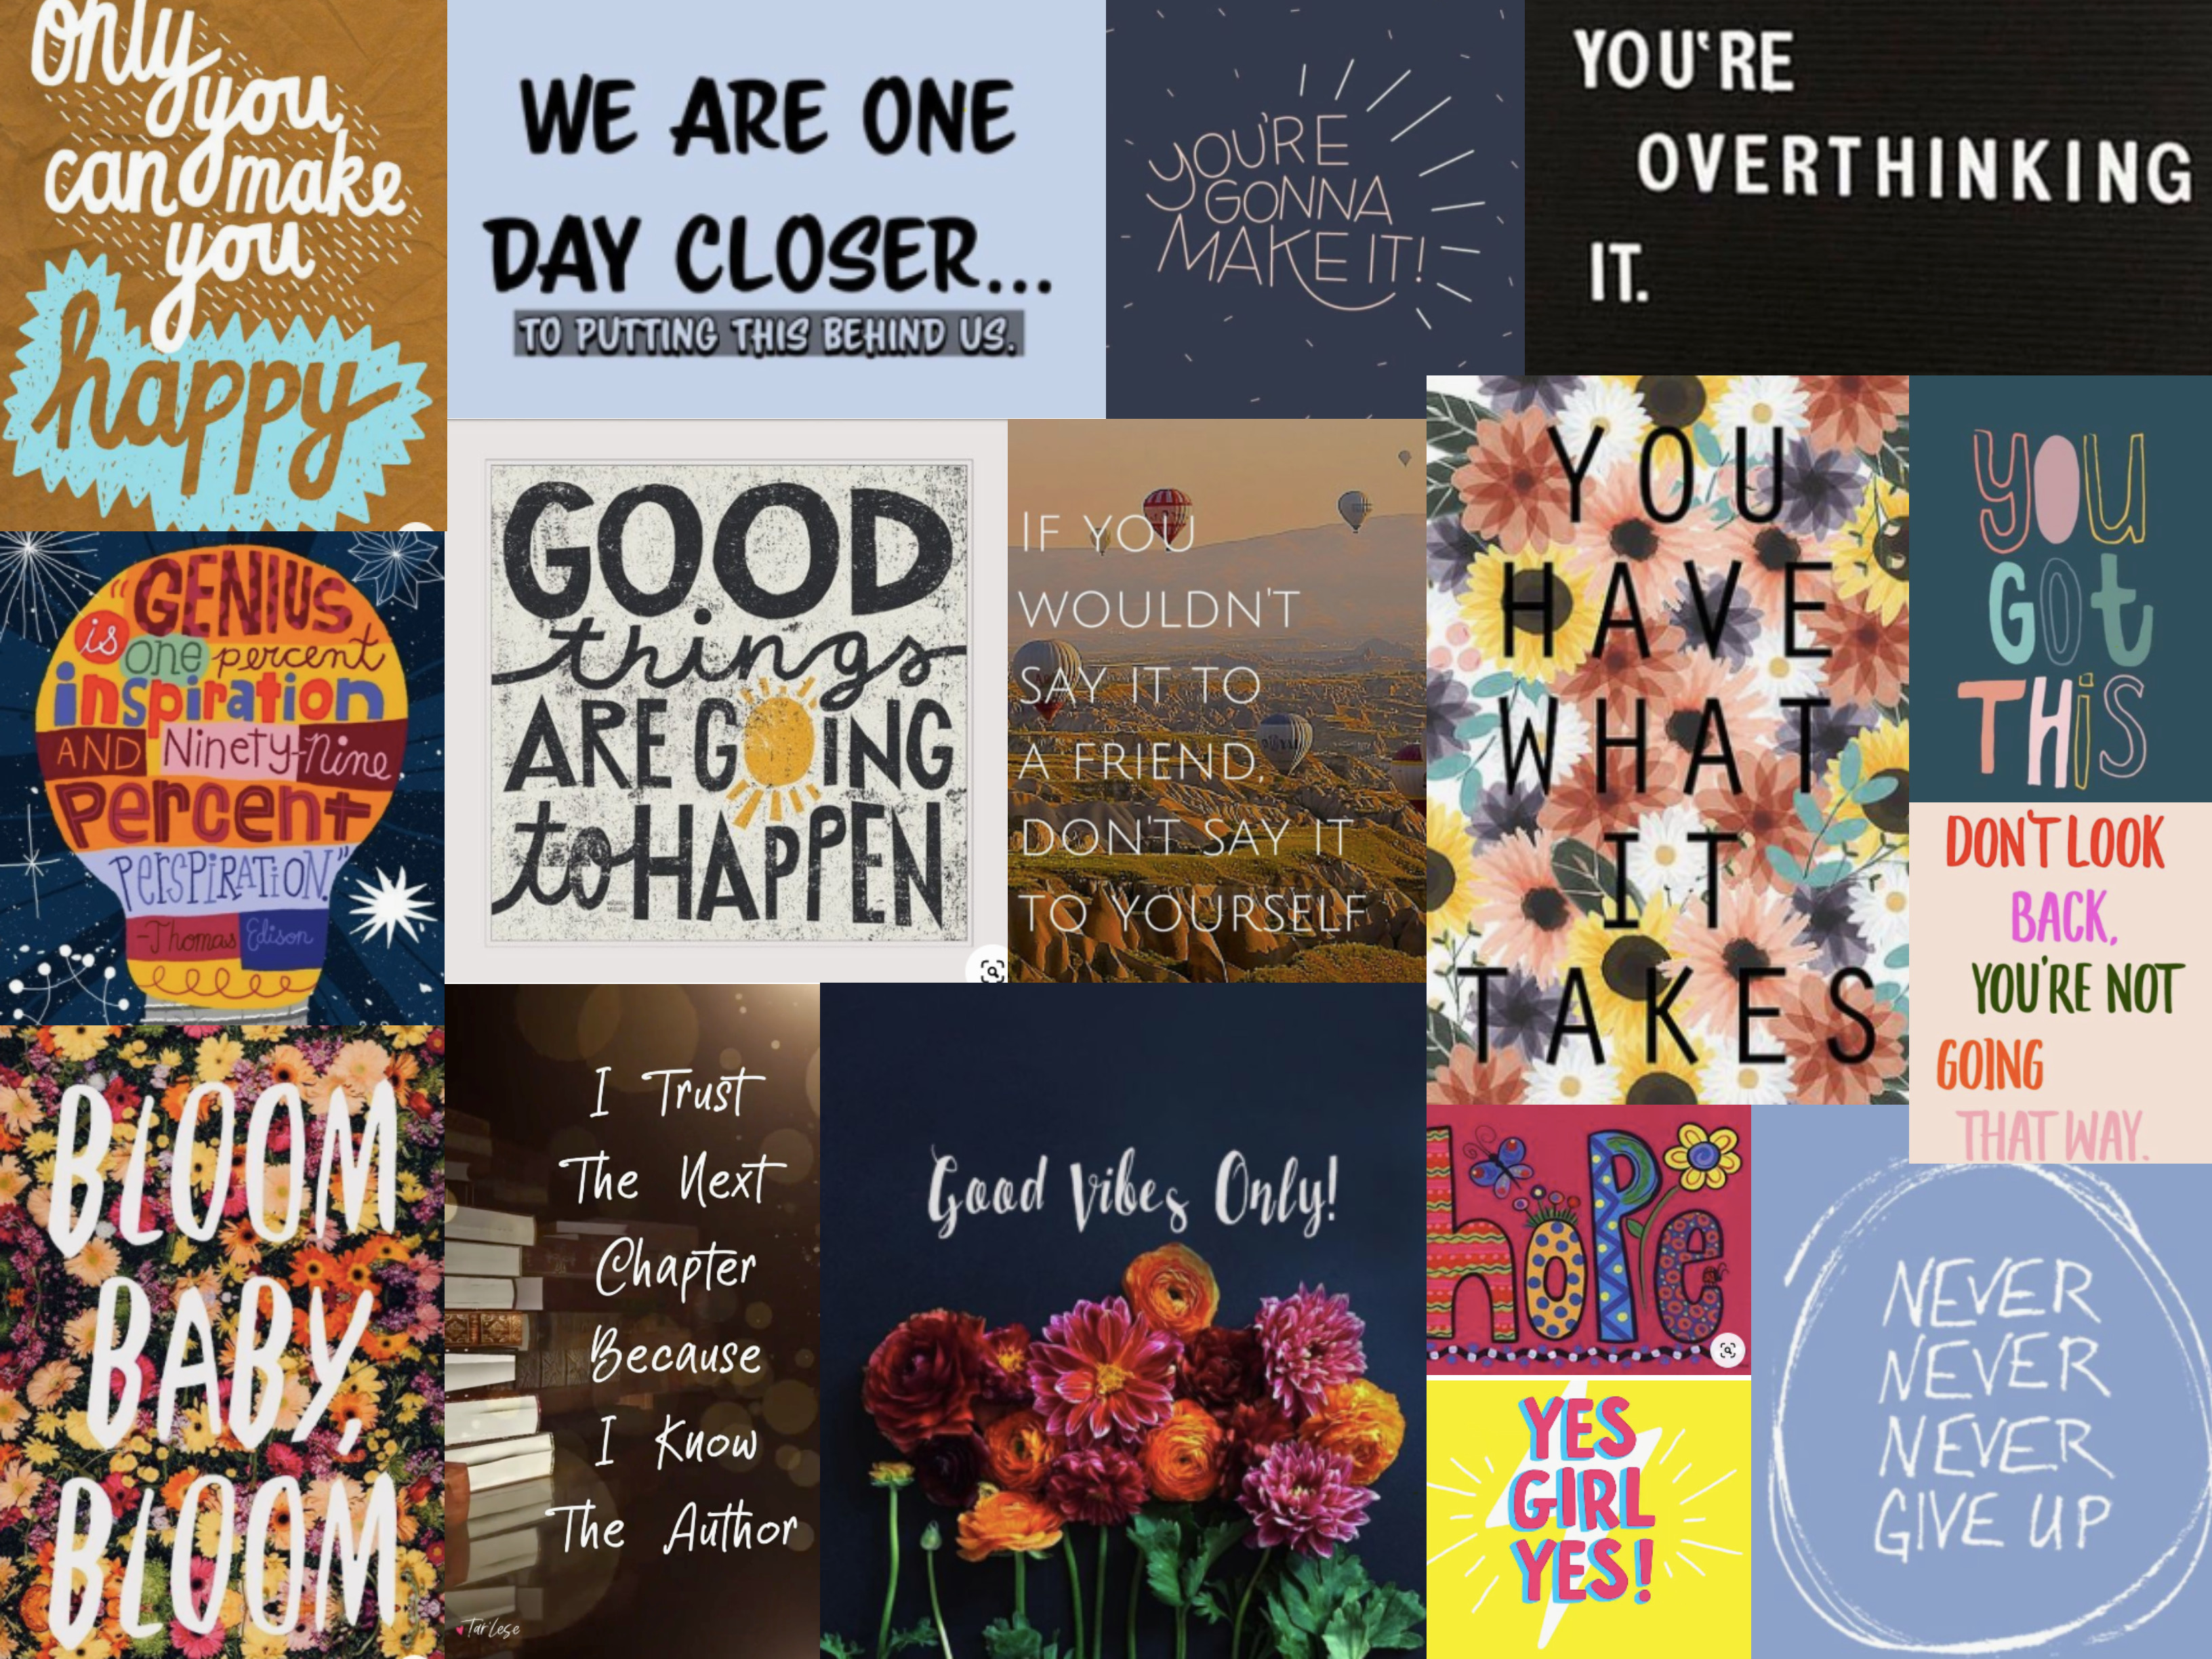 only
you
can make
you
happy
WE ARE ONE
DAY CLOSER...
TO PUTTING THIS BEHIND US.
YOU'RE
GONNA
MAKE IT!
YOU'RE
OVERTHINKING
IT.
"GENIUS
is one percent
inspiration
AND Ninety-Nine
Percent
PERSPIRATION."
-Thomas Edison
GOOD
things
ARE GOING
to HAPPEN
IF YOU
WOULDN'T
SAY IT TO
A FRIEND,
DON'T SAY IT
TO YOURSELF
YOU
HAVE
WHAT
IT
TAKES
YOU
GOt
THiS
DON'T LOOK
BACK,
YOU'RE NOT
GOING
THAT WAY.
BLOOM
BABY,
BLOOM
I Trust
The Next
Chapter
Because
I Know
The Author
Tar'Lese
Good Vibes Only!
hoPe
YES
GIRL
YES!
NEVER
NEVER
NEVER
GIVE UP